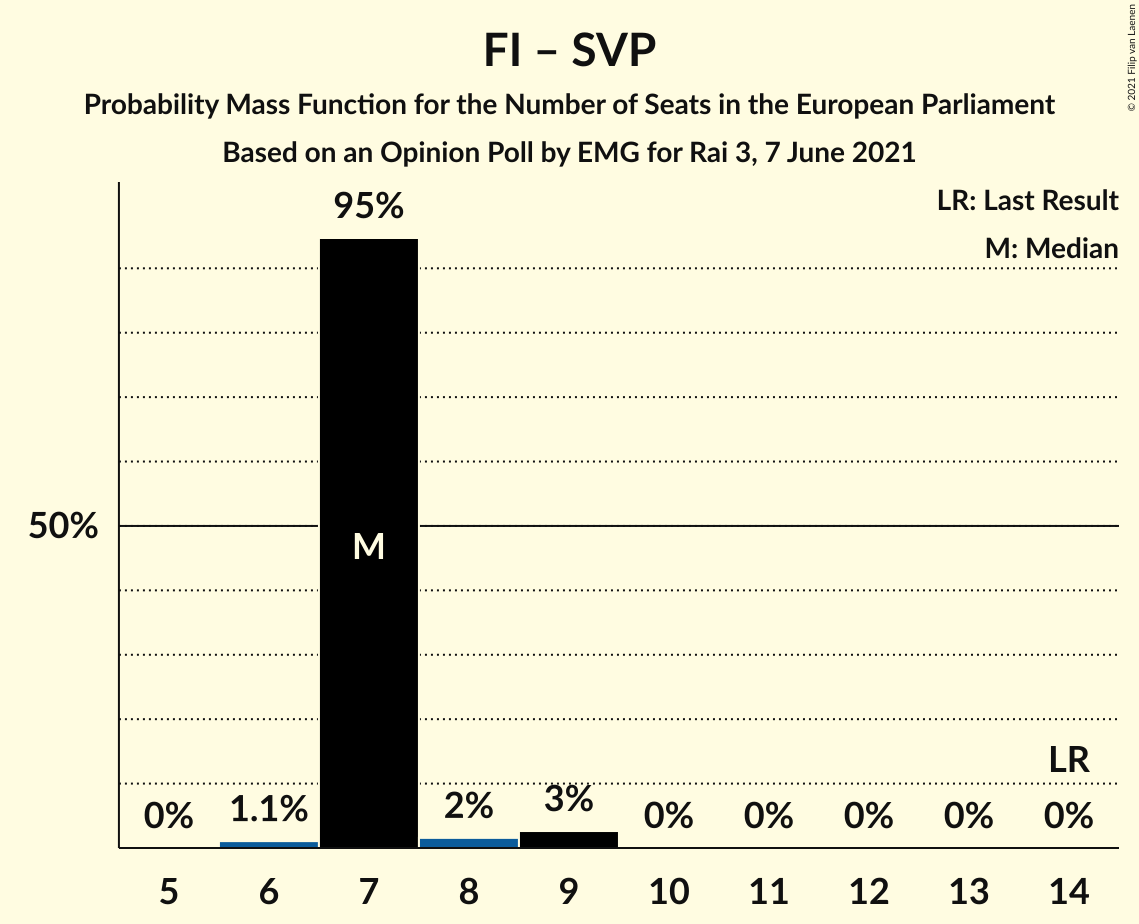 FI – SVP
Probability Mass Function for the Number of Seats in the European Parliament
Based on an Opinion Poll by EMG for Rai 3, 7 June 2021
© 2021 Filip van Laenen
LR: Last Result
M: Median
95%
50%
M
LR
0% 1.1% 2% 3% 0% 0% 0% 0% 0%
5 6 7 8 9 10 11 12 13 14